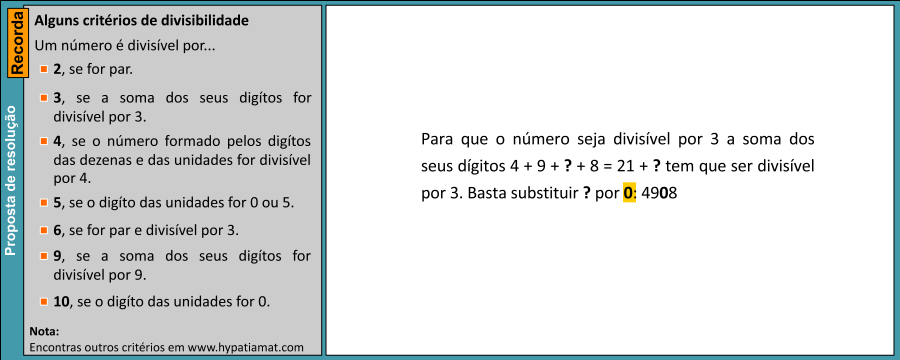 Recorda
Proposta de resolução
Alguns critérios de divisibilidade
Um número é divisível por...
2, se for par.
3, se a soma dos seus digítos for
divisível por 3.
4, se o número formado pelos digítos
das dezenas e das unidades for divisível
por 4.
5, se o digíto das unidades for 0 ou 5.
6, se for par e divisível por 3.
9, se a soma dos seus digítos for
divisível por 9.
10, se o digíto das unidades for 0.
Nota:
Encontras outros critérios em www.hypatiamat.com
Para que o número seja divisível por 3 a soma dos
seus dígitos 4 + 9 + ? + 8 = 21 + ? tem que ser divisível
por 3. Basta substituir ? por 0: 4908